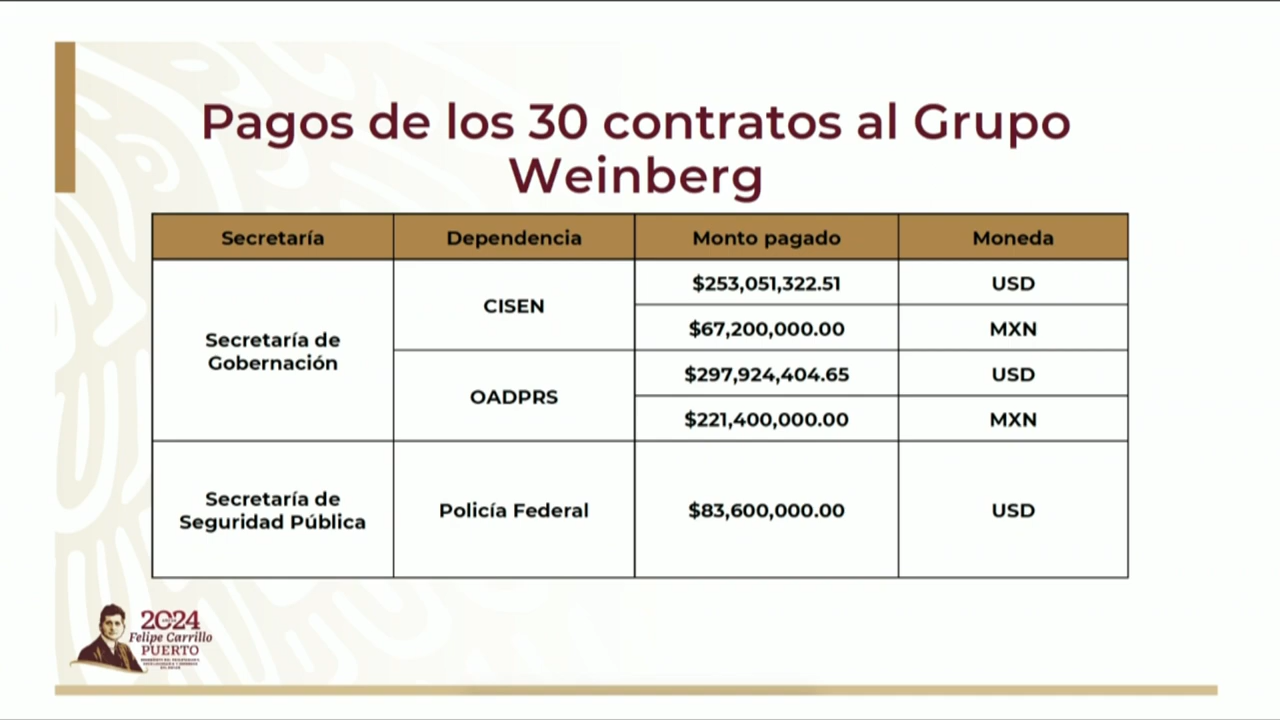 Pagos de los 30 contratos al Grupo
Weinberg
Secretaría Dependencia Monto pagado Moneda
Secretaría de
Gobernación
CISEN
$253,051,322.51 USD
$67,200,000.00 MXN
OADPRS
$297,924,404.65 USD
$221,400,000.00 MXN
Secretaría de
Seguridad Pública
Policía Federal
$83,600,000.00 USD
2024
Felipe Carrillo
PUERTO